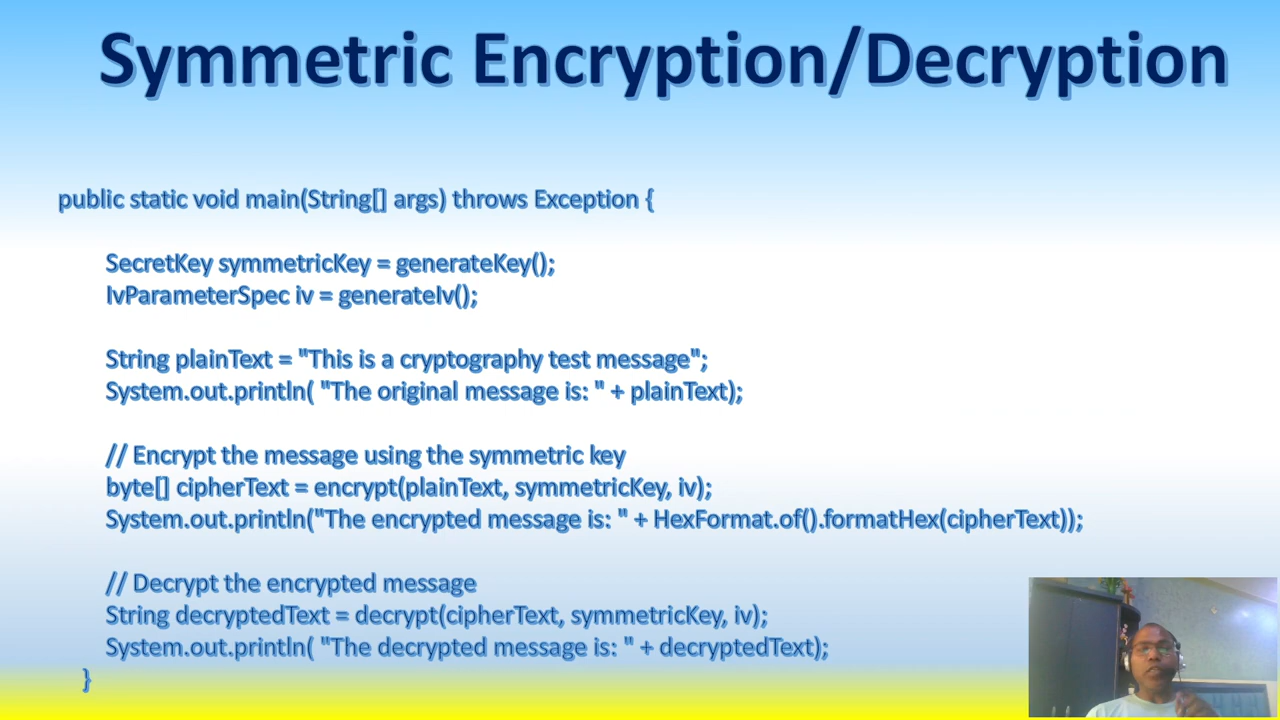 Symmetric Encryption/Decryption
public static void main(String[] args) throws Exception {
SecretKey symmetricKey = generateKey();
IvParameterSpec iv = generateIv();
String plainText = "This is a cryptography test message";
System.out.println( "The original message is: " + plainText);
// Encrypt the message using the symmetric key
byte[] cipherText = encrypt(plainText, symmetricKey, iv);
System.out.println("The encrypted message is: " + HexFormat.of().formatHex(cipherText));
// Decrypt the encrypted message
String decryptedText = decrypt(cipherText, symmetricKey, iv);
System.out.println( "The decrypted message is: " + decryptedText);
}